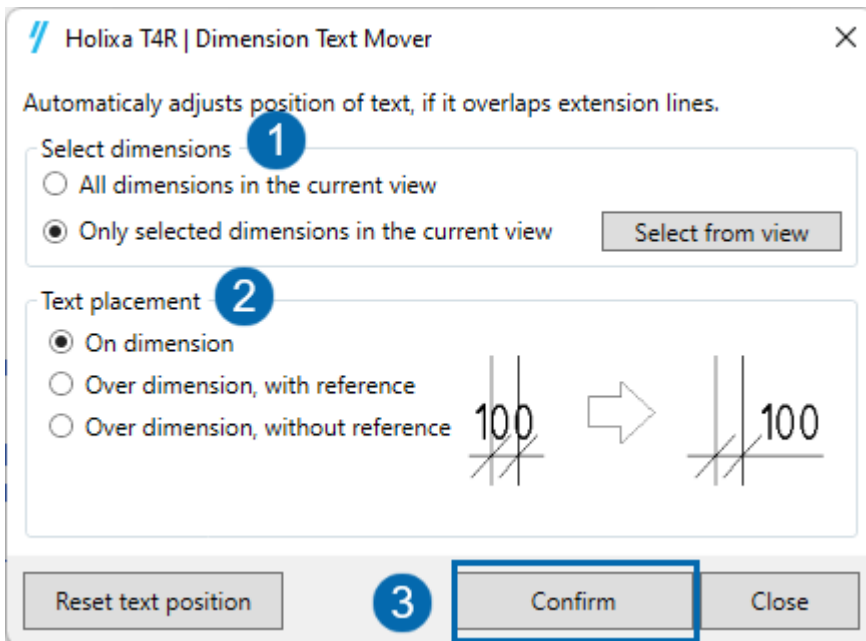 Holixa T4R | Dimension Text Mover
Automaticaly adjusts position of text, if it overlaps extension lines.
Select dimensions 1
All dimensions in the current view
Only selected dimensions in the current view Select from view
Text placement 2
On dimension
Over dimension, with reference
Over dimension, without reference
100 100
Reset text position 3 Confirm Close